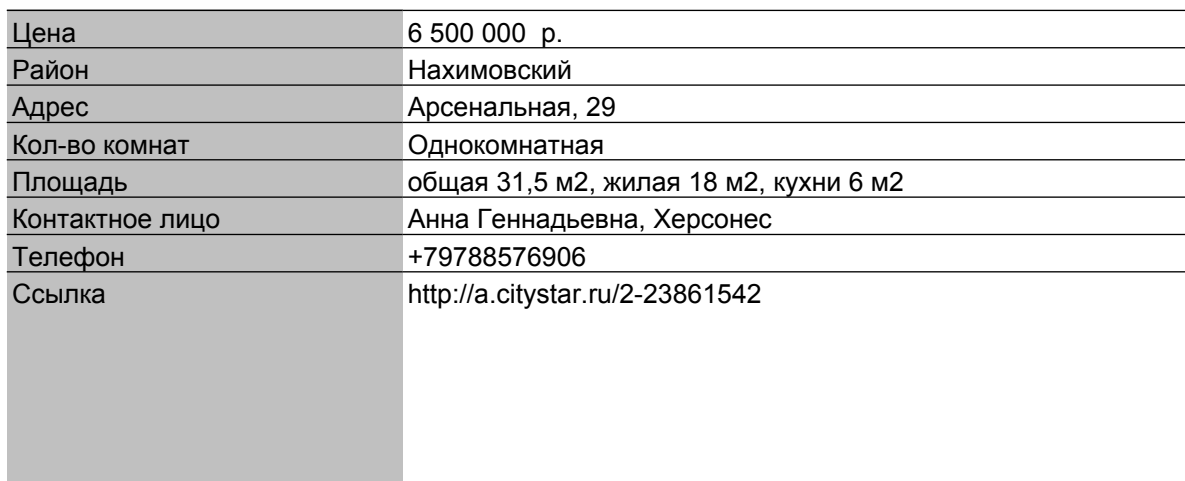 Цена 6 500 000 р.
Район Нахимовский
Адрес Арсенальная, 29
Кол-во комнат Однокомнатная
Площадь общая 31,5 м2, жилая 18 м2, кухни 6 м2
Контактное лицо Анна Геннадьевна, Херсонес
Телефон +79788576906
Ссылка http://a.citystar.ru/2-23861542